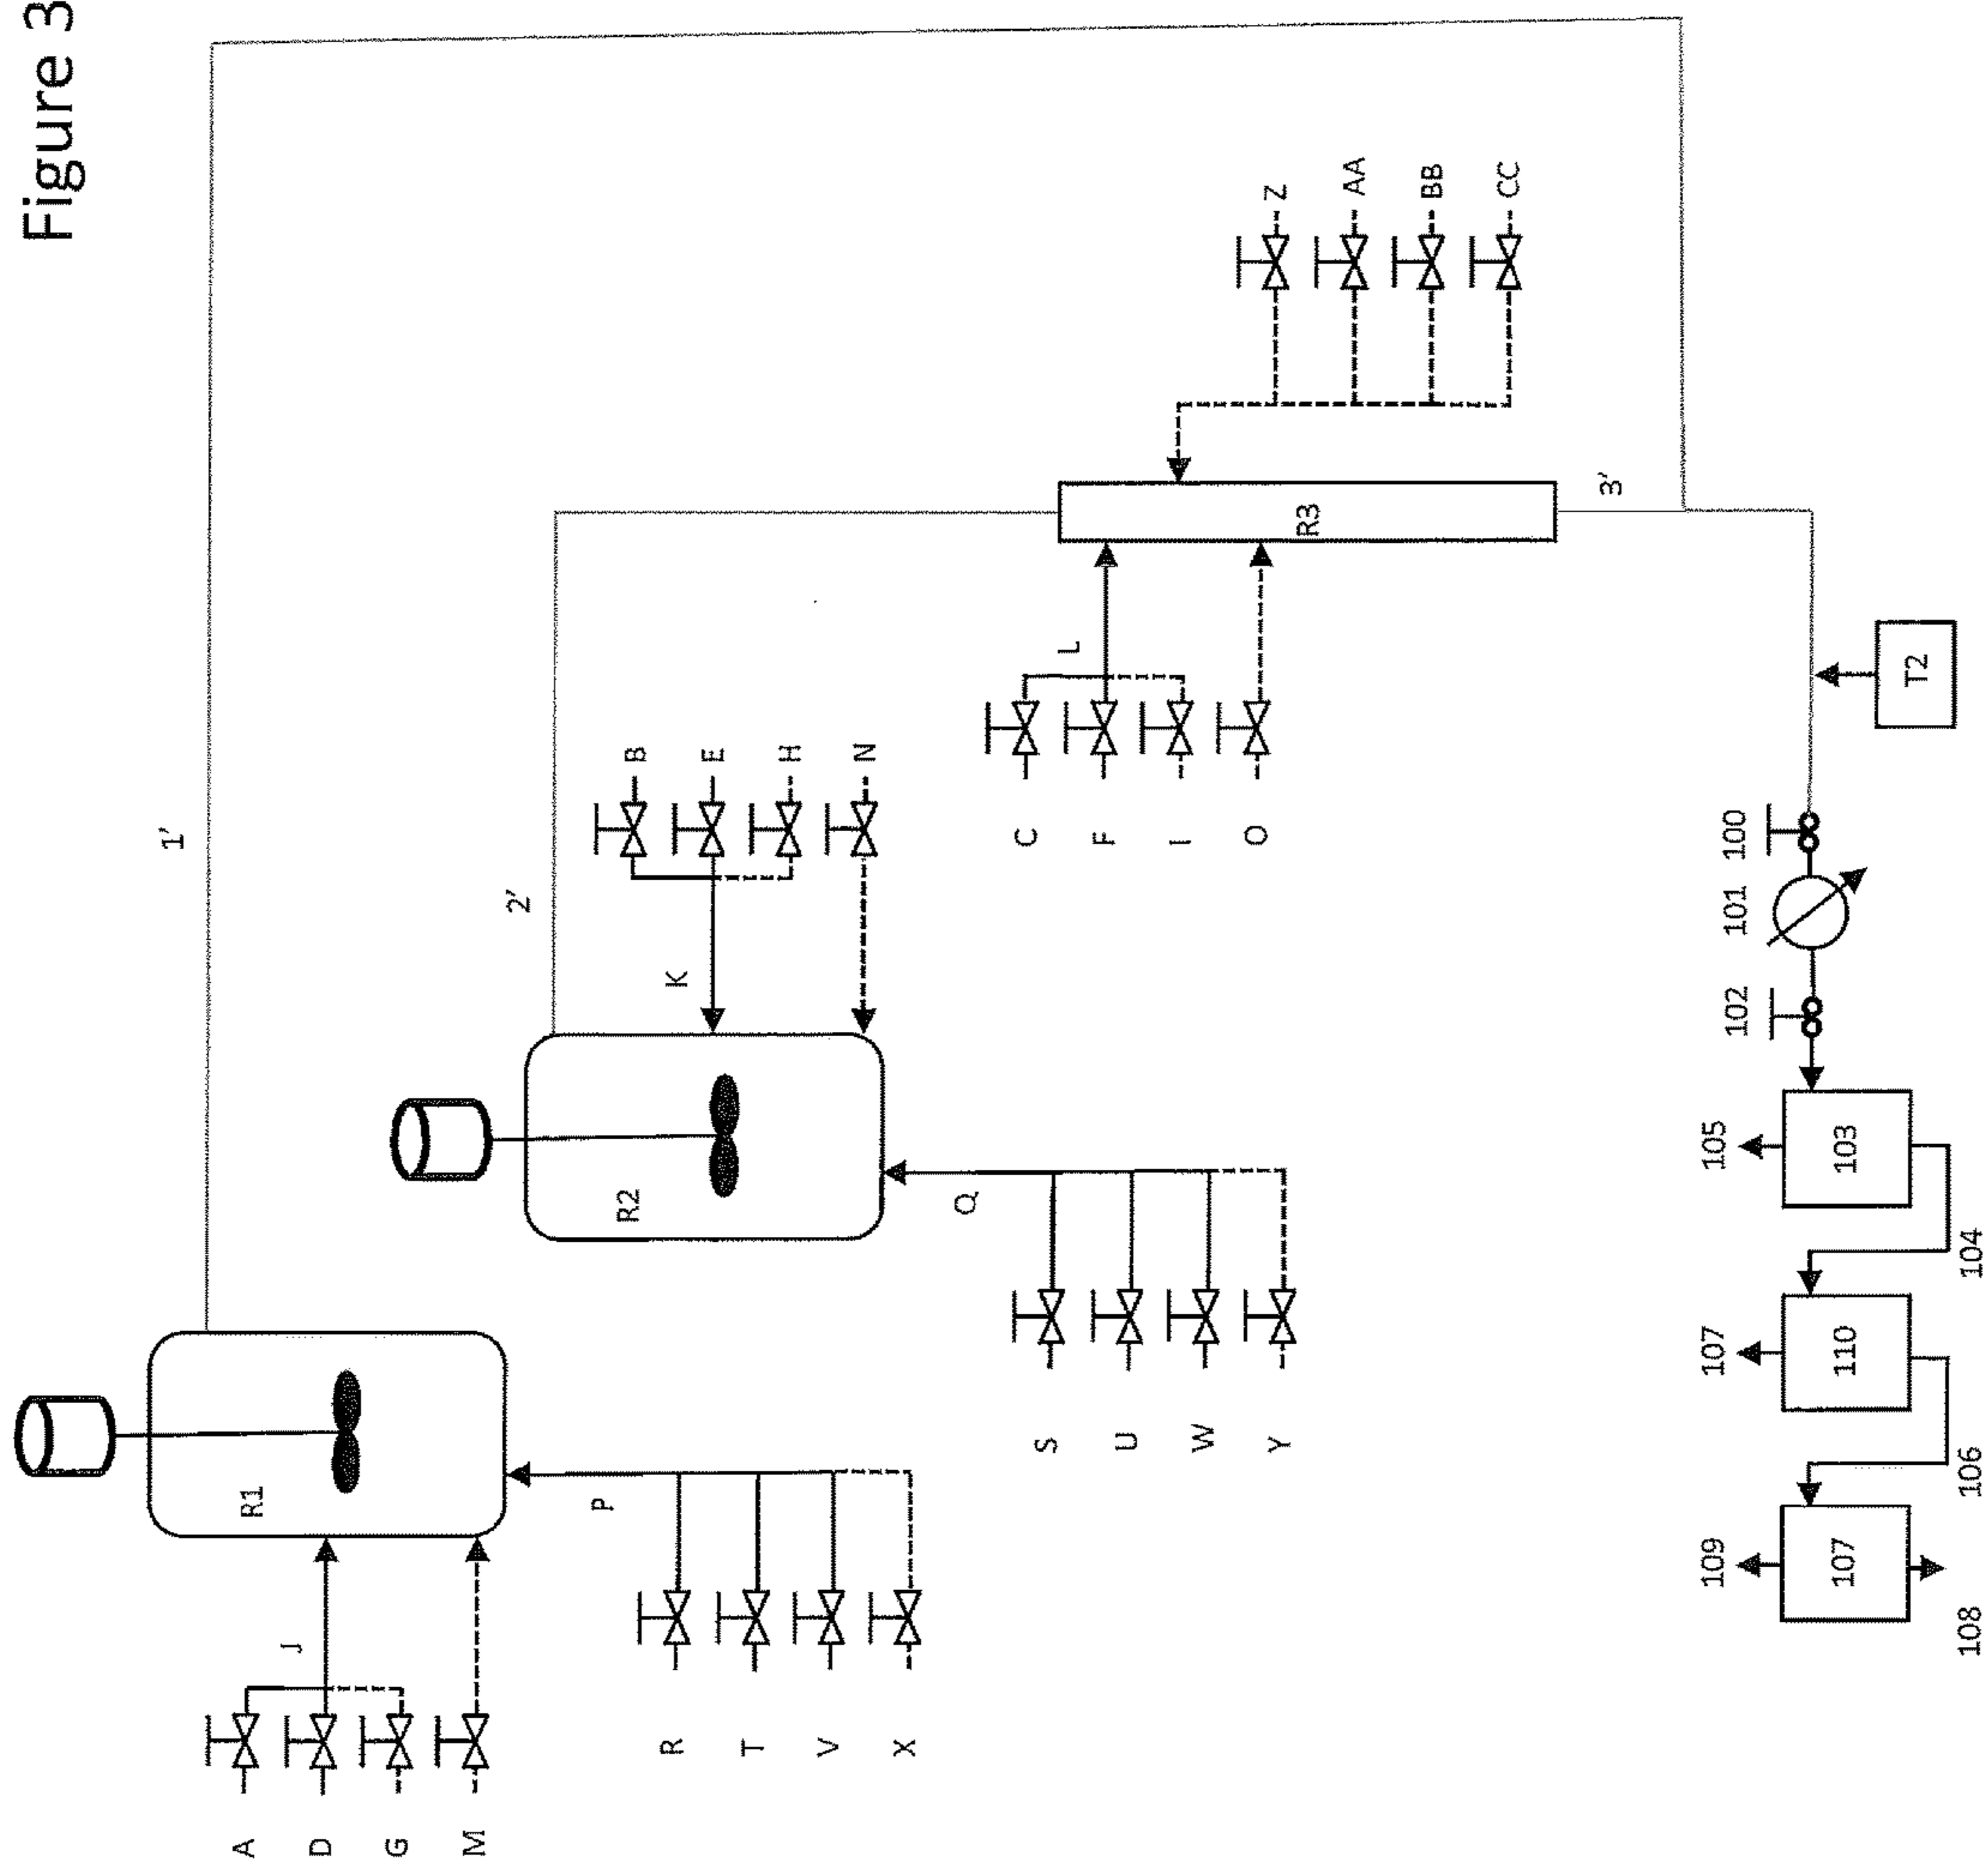 Figure 3
1'
2'
3'
R1
R2
R3
A
D
G
M
J
P
R
T
V
X
B
E
H
N
K
Q
S
U
W
Y
C
F
I
O
L
Z
AA
BB
CC
T2
100
101
102
103
104
105
110
107
106
107
109
108